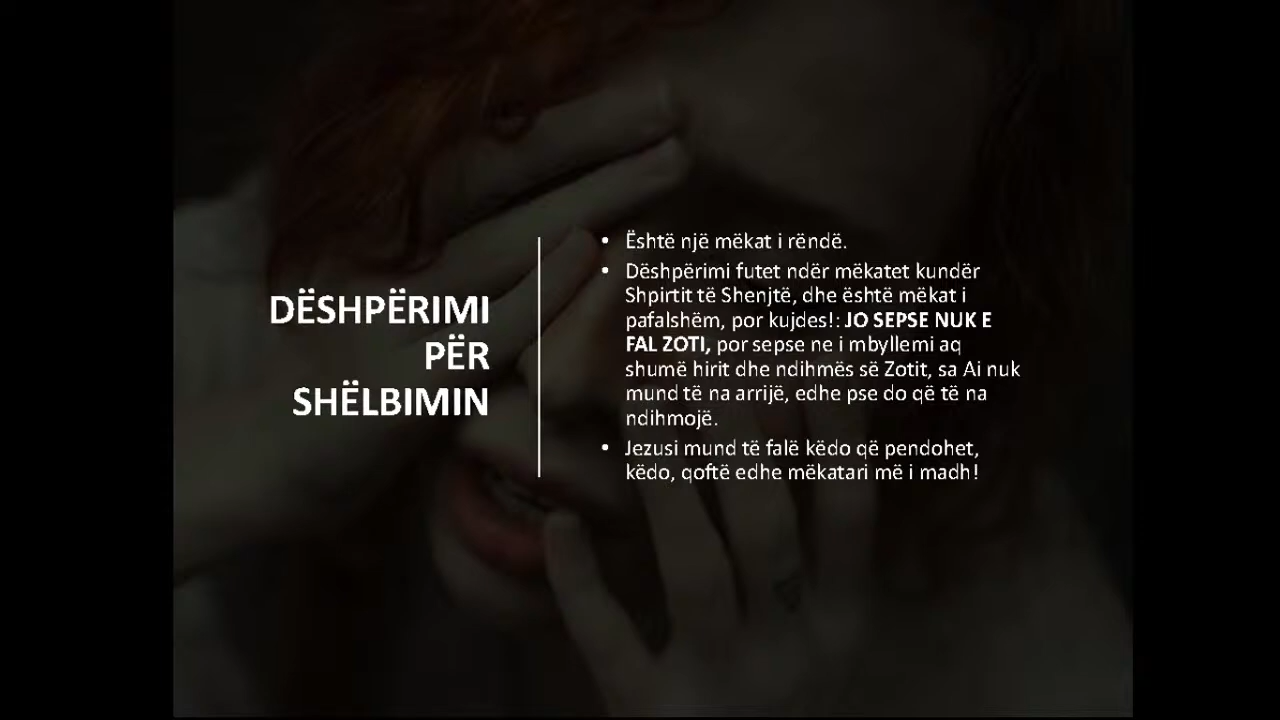 DËSHPËRIMI
PËR
SHËLBIMIN
• Është një mëkat i rëndë.
• Dëshpërimi futet ndër mëkatet kundër
Shpirtit të Shenjtë, dhe është mëkat i
pafalshëm, por kujdes!: JO SEPSE NUK E
FAL ZOTI, por sepse ne i mbyllemi aq
shumë hirit dhe ndihmës së Zotit, sa Ai nuk
mund të na arrijë, edhe pse do që të na
ndihmojë.
• Jezusi mund të falë këdo që pendohet,
këdo, qoftë edhe mëkatari më i madh!